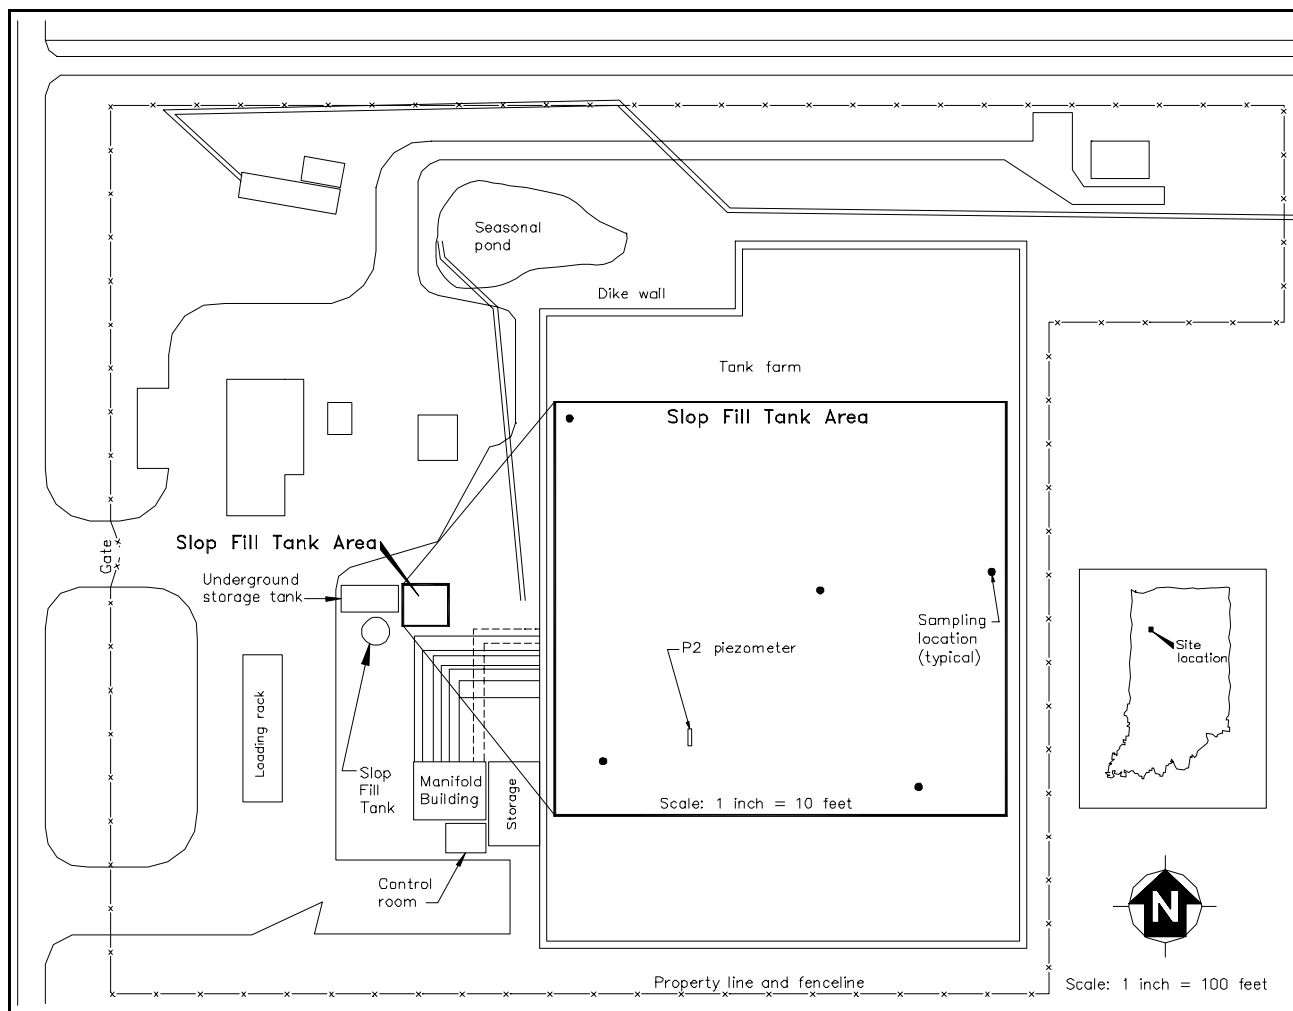 Seasonal
pond
Dike wall
Tank farm
Slop Fill Tank Area
Gate
Slop Fill Tank Area
Underground
storage tank
Sampling
location
(typical)
P2 piezometer
Site
location
Loading rack
Slop
Fill
Tank
Manifold
Building
Storage
Scale: 1 inch = 10 feet
Control
room
N
Property line and fenceline
Scale: 1 inch = 100 feet